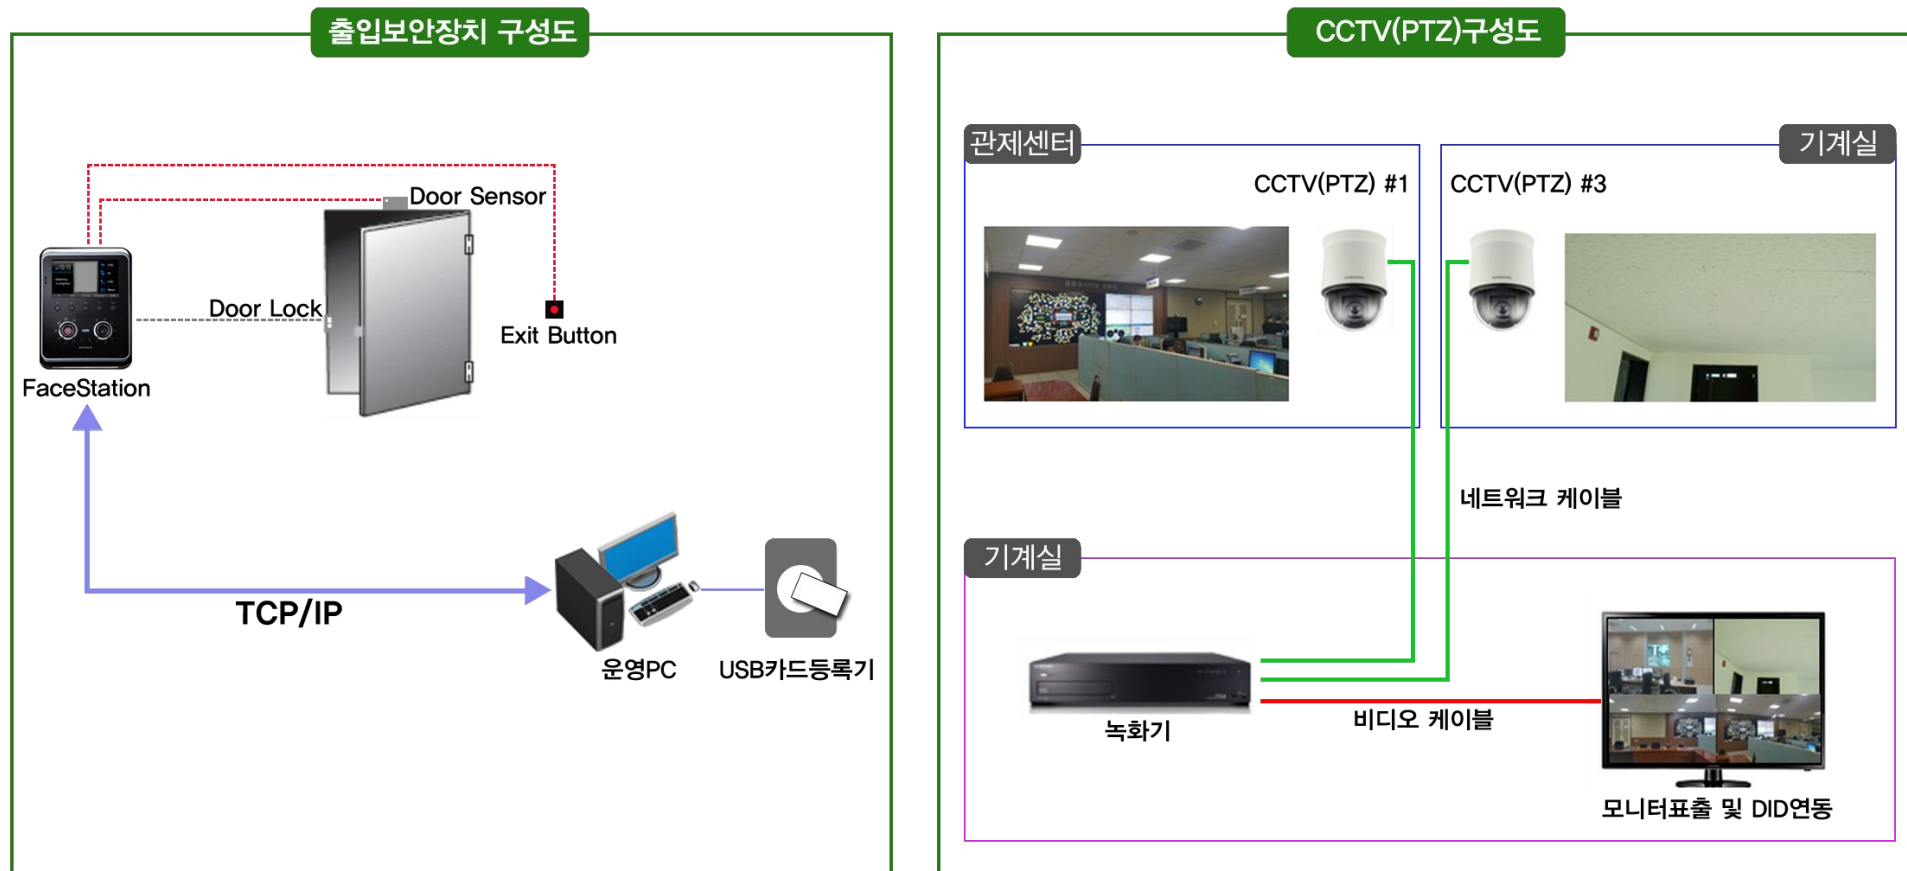 출입보안장치 구성도
Door Sensor
Door Lock
Exit Button
FaceStation
TCP/IP
운영PC
USB카드등록기
CCTV(PTZ)구성도
관제센터
기계실
CCTV(PTZ) #1
CCTV(PTZ) #3
네트워크 케이블
기계실
녹화기
비디오 케이블
모니터표출 및 DID연동